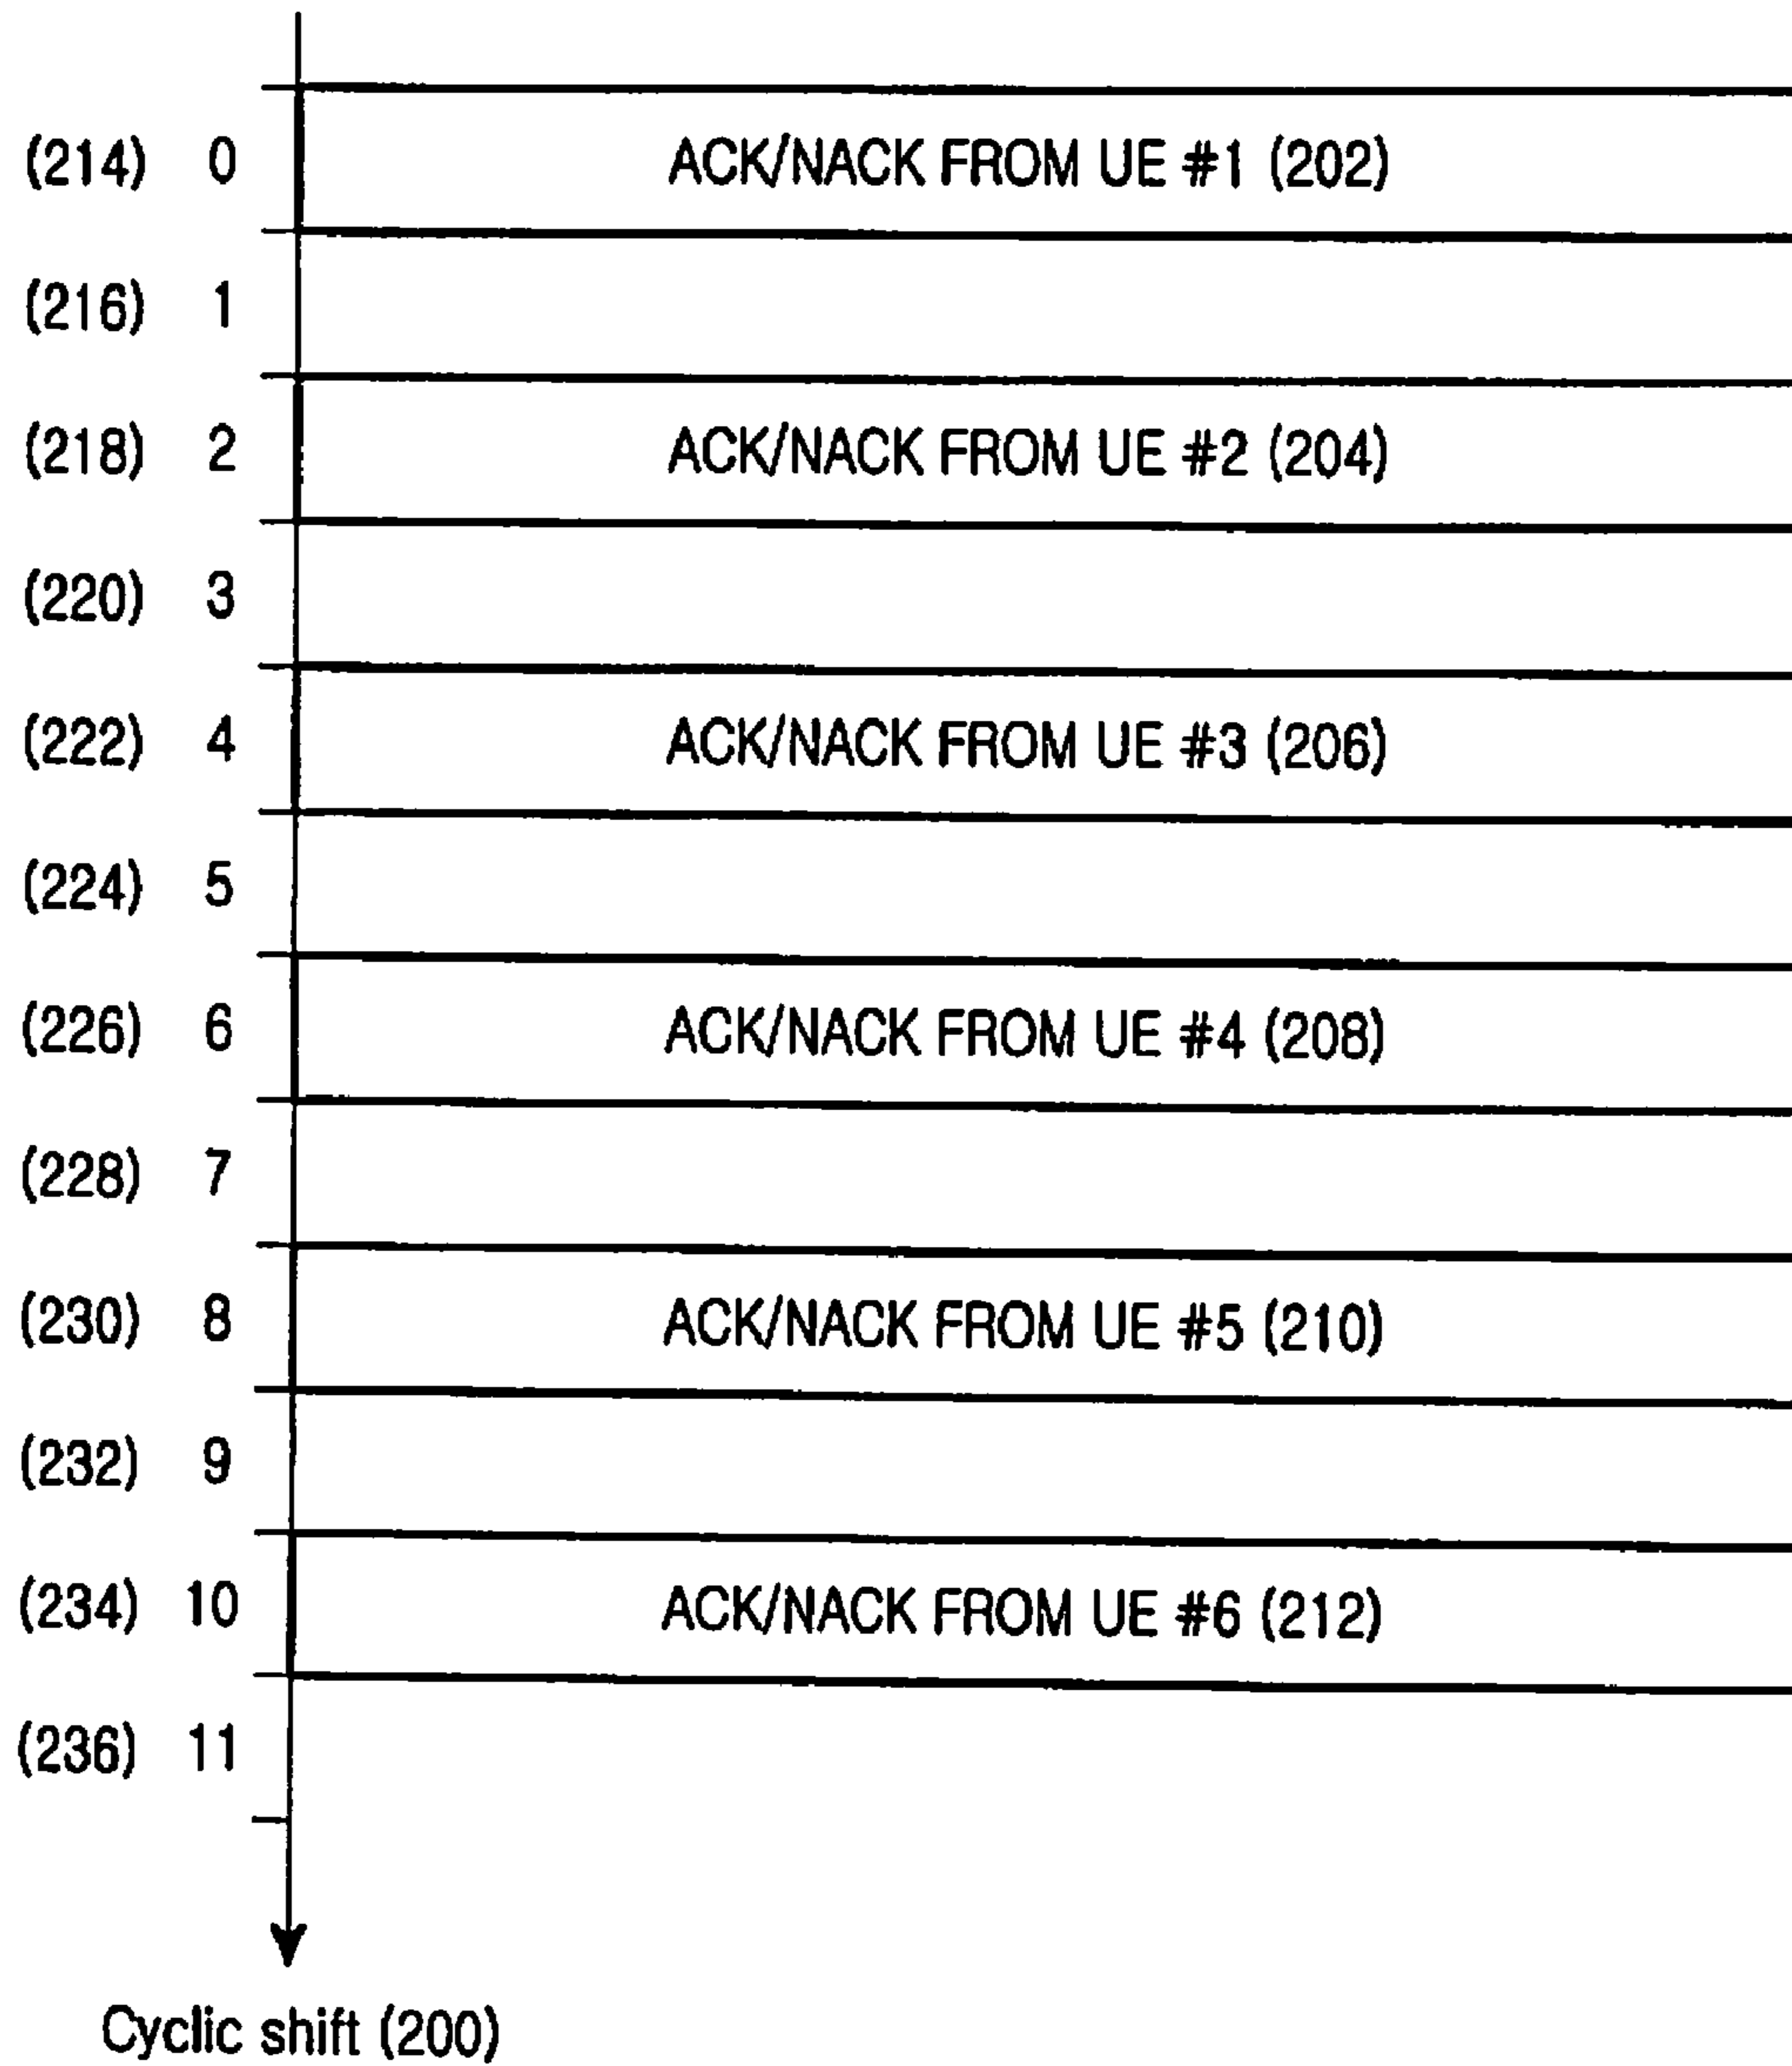 (214) 0 ACK/NACK FROM UE #1 (202)
(216) 1
(218) 2 ACK/NACK FROM UE #2 (204)
(220) 3
(222) 4 ACK/NACK FROM UE #3 (206)
(224) 5
(226) 6 ACK/NACK FROM UE #4 (208)
(228) 7
(230) 8 ACK/NACK FROM UE #5 (210)
(232) 9
(234) 10 ACK/NACK FROM UE #6 (212)
(236) 11
Cyclic shift (200)